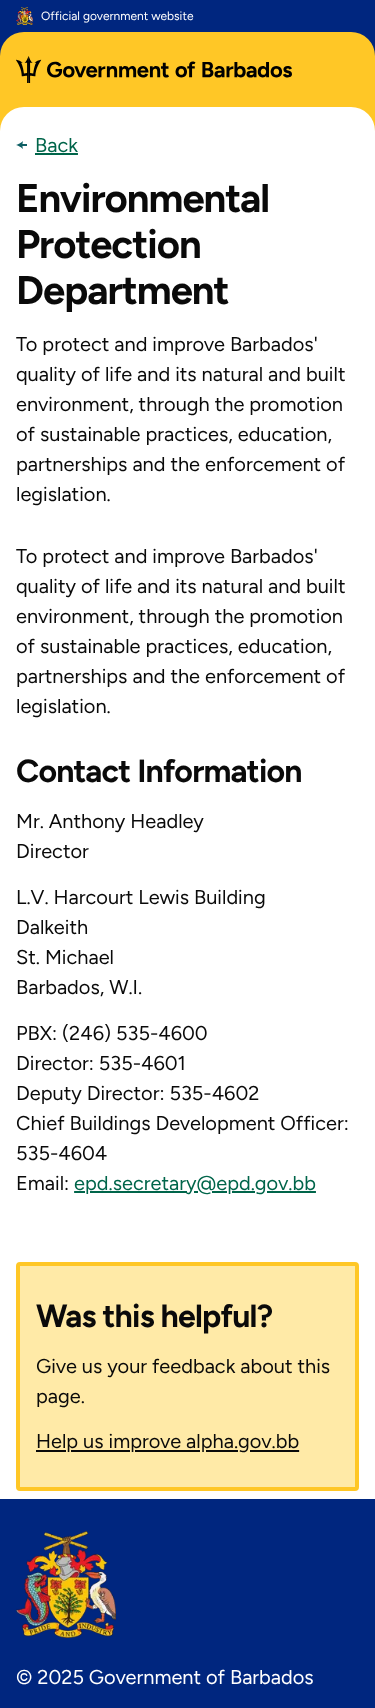 Official government website
Government of Barbados
Back
Environmental
Protection
Department
To protect and improve Barbados'
quality of life and its natural and built
environment, through the promotion
of sustainable practices, education,
partnerships and the enforcement of
legislation.
To protect and improve Barbados'
quality of life and its natural and built
environment, through the promotion
of sustainable practices, education,
partnerships and the enforcement of
legislation.
Contact Information
Mr. Anthony Headley
Director
L.V. Harcourt Lewis Building
Dalkeith
St. Michael
Barbados, W.I.
PBX: (246) 535-4600
Director: 535-4601
Deputy Director: 535-4602
Chief Buildings Development Officer:
535-4604
Email: epd.secretary@epd.gov.bb
Was this helpful?
Give us your feedback about this
page.
Help us improve alpha.gov.bb
PRIDE AND INDUSTRY
© 2025 Government of Barbados